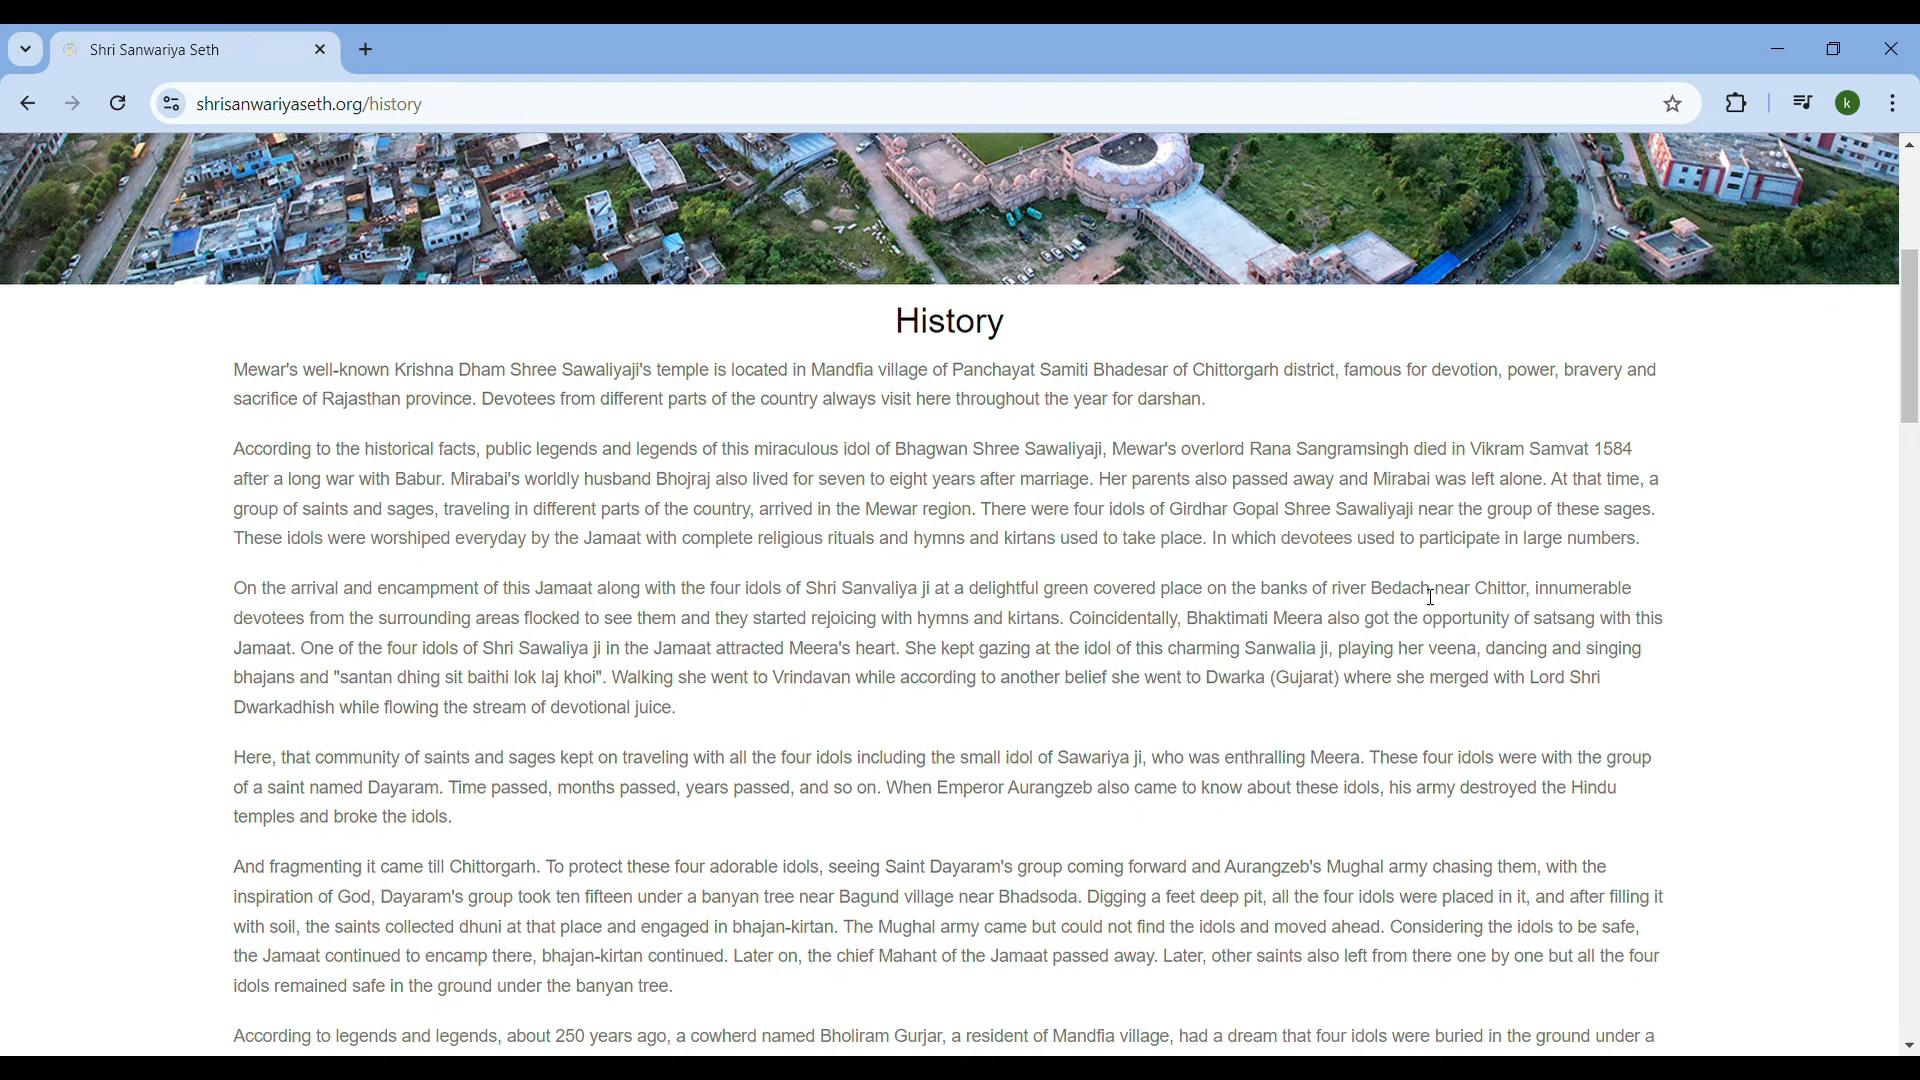 Shri Sanwariya Seth
shrisanwariyaseth.org/history
k
History
Mewar's well-known Krishna Dham Shree Sawaliyaji's temple is located in Mandfia village of Panchayat Samiti Bhadesar of Chittorgarh district, famous for devotion, power, bravery and
sacrifice of Rajasthan province. Devotees from different parts of the country always visit here throughout the year for darshan.
According to the historical facts, public legends and legends of this miraculous idol of Bhagwan Shree Sawaliyaji, Mewar's overlord Rana Sangramsingh died in Vikram Samvat 1584
after a long war with Babur. Mirabai's worldly husband Bhojraj also lived for seven to eight years after marriage. Her parents also passed away and Mirabai was left alone. At that time, a
group of saints and sages, traveling in different parts of the country, arrived in the Mewar region. There were four idols of Girdhar Gopal Shree Sawaliyaji near the group of these sages.
These idols were worshiped everyday by the Jamaat with complete religious rituals and hymns and kirtans used to take place. In which devotees used to participate in large numbers.
On the arrival and encampment of this Jamaat along with the four idols of Shri Sanvaliya ji at a delightful green covered place on the banks of river Bedach near Chittor, innumerable
devotees from the surrounding areas flocked to see them and they started rejoicing with hymns and kirtans. Coincidentally, Bhaktimati Meera also got the opportunity of satsang with this
Jamaat. One of the four idols of Shri Sawaliya ji in the Jamaat attracted Meera's heart. She kept gazing at the idol of this charming Sanwalia ji, playing her veena, dancing and singing
bhajans and "santan dhing sit baithi lok laj khoi". Walking she went to Vrindavan while according to another belief she went to Dwarka (Gujarat) where she merged with Lord Shri
Dwarkadhish while flowing the stream of devotional juice.
Here, that community of saints and sages kept on traveling with all the four idols including the small idol of Sawariya ji, who was enthralling Meera. These four idols were with the group
of a saint named Dayaram. Time passed, months passed, years passed, and so on. When Emperor Aurangzeb also came to know about these idols, his army destroyed the Hindu
temples and broke the idols.
And fragmenting it came till Chittorgarh. To protect these four adorable idols, seeing Saint Dayaram's group coming forward and Aurangzeb's Mughal army chasing them, with the
inspiration of God, Dayaram's group took ten fifteen under a banyan tree near Bagund village near Bhadsoda. Digging a feet deep pit, all the four idols were placed in it, and after filling it
with soil, the saints collected dhuni at that place and engaged in bhajan-kirtan. The Mughal army came but could not find the idols and moved ahead. Considering the idols to be safe,
the Jamaat continued to encamp there, bhajan-kirtan continued. Later on, the chief Mahant of the Jamaat passed away. Later, other saints also left from there one by one but all the four
idols remained safe in the ground under the banyan tree.
According to legends and legends, about 250 years ago, a cowherd named Bholiram Gurjar, a resident of Mandfia village, had a dream that four idols were buried in the ground under a